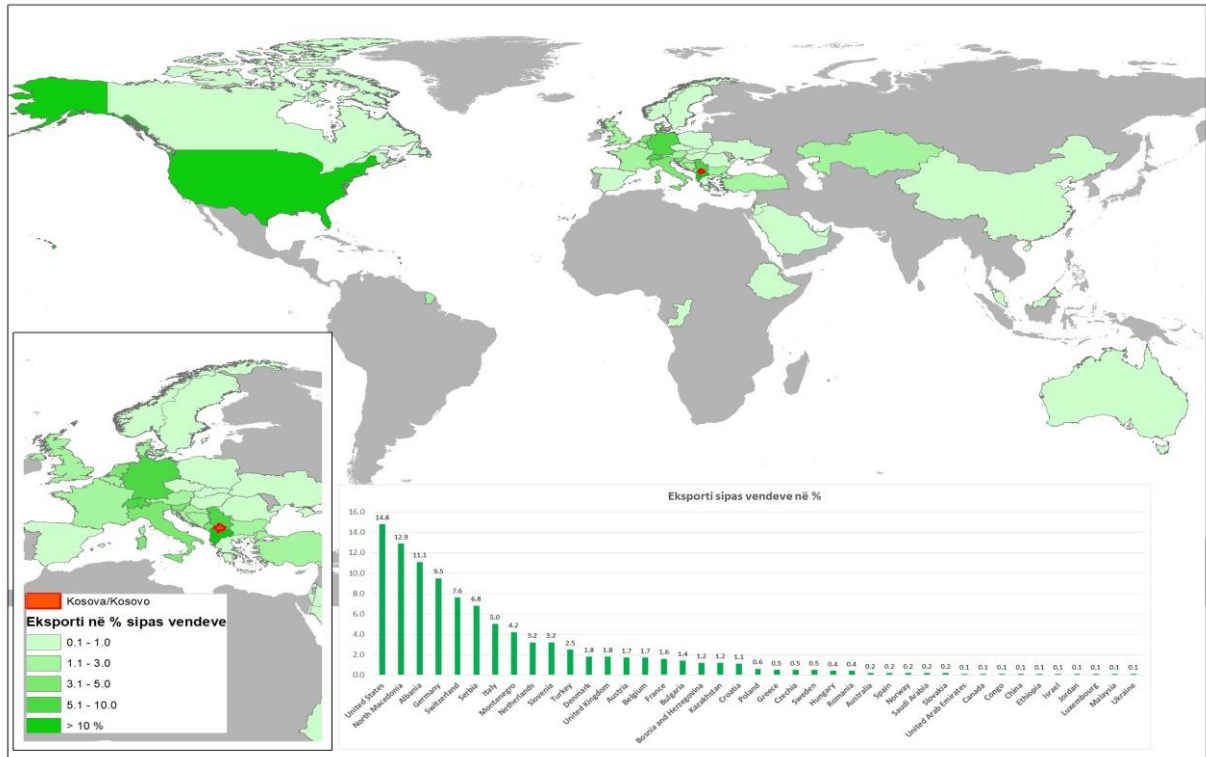 Kosova/Kosovo
Eksporti në % sipas vendeve
0.1 - 1.0
1.1 - 3.0
3.1 - 5.0
5.1 - 10.0
> 10 %
Eksporti sipas vendeve në %
16.0
14.0
12.0
10.0
8.0
6.0
4.0
2.0
0.0
14.8
12.9
11.1
9.5
7.6
6.8
5.0
4.2
3.2
3.2
2.5
1.8
1.8
1.7
1.7
1.6
1.4
1.2
1.2
1.1
0.6
0.5
0.5
0.5
0.4
0.4
0.2
0.2
0.2
0.2
0.2
0.1
0.1
0.1
0.1
0.1
0.1
0.1
0.1
0.1
0.1
United States
North Macedonia
Albania
Germany
Switzerland
Serbia
Italy
Montenegro
Netherlands
Slovenia
Turkey
Denmark
United Kingdom
Austria
Belgium
France
Bulgaria
Bosnia and Herzegovina
Kazakhstan
Croatia
Poland
Greece
Czechia
Sweden
Hungary
Romania
Australia
Spain
Norway
Saudi Arabia
Slovakia
United Arab Emirates
Canada
Congo
China
Ethiopia
Israel
Jordan
Luxembourg
Malaysia
Ukraine